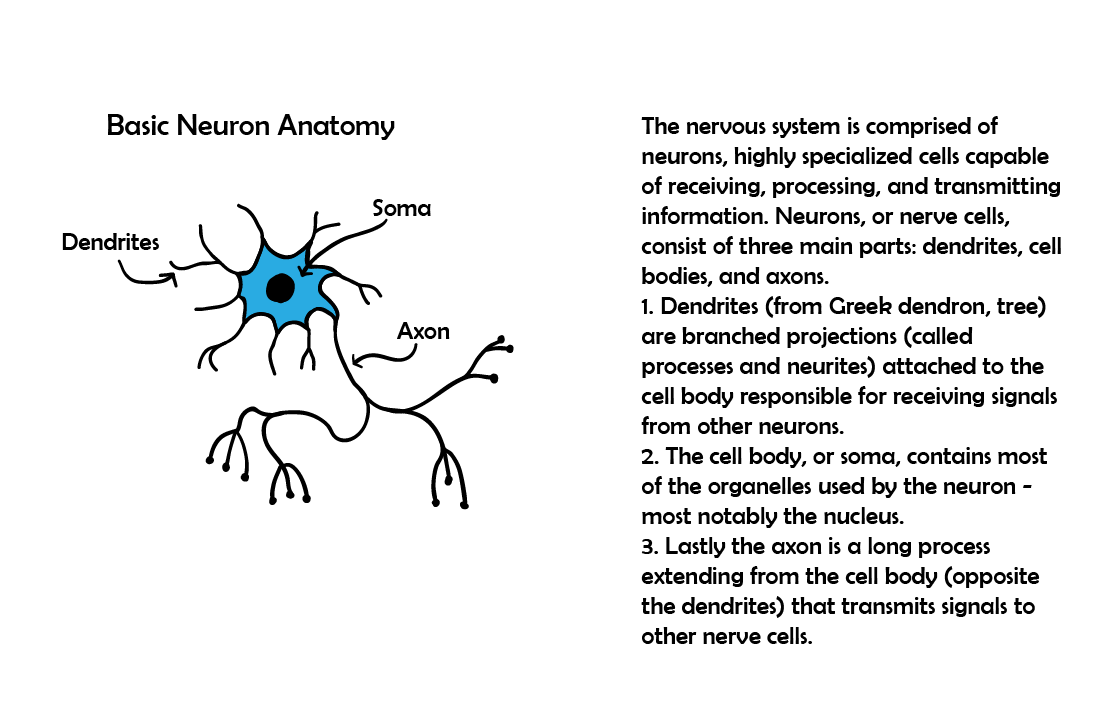 Basic Neuron Anatomy
Soma
Dendrites
Axon
The nervous system is comprised of
neurons, highly specialized cells capable
of receiving, processing, and transmitting
information. Neurons, or nerve cells,
consist of three main parts: dendrites, cell
bodies, and axons.
1. Dendrites (from Greek dendron, tree)
are branched projections (called
processes and neurites) attached to the
cell body responsible for receiving signals
from other neurons.
2. The cell body, or soma, contains most
of the organelles used by the neuron -
most notably the nucleus.
3. Lastly the axon is a long process
extending from the cell body (opposite
the dendrites) that transmits signals to
other nerve cells.